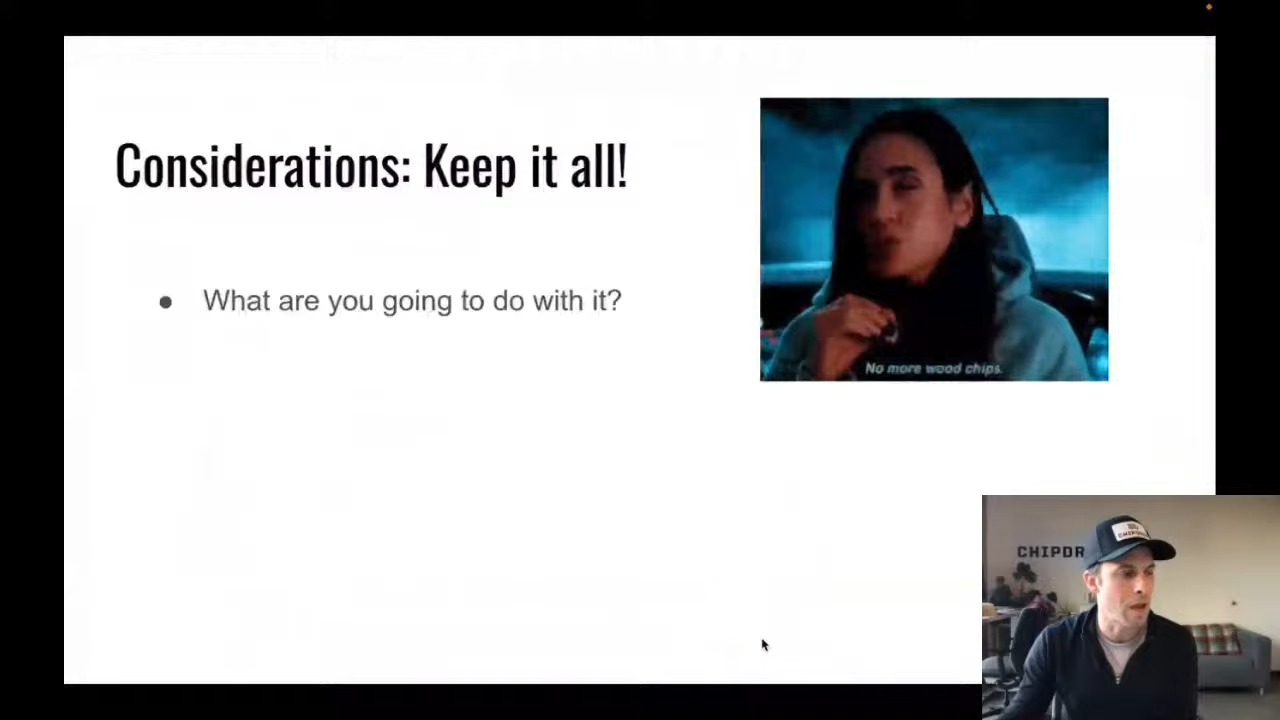 Considerations: Keep it all!
● What are you going to do with it?
No more wood chips.
CHIPDR